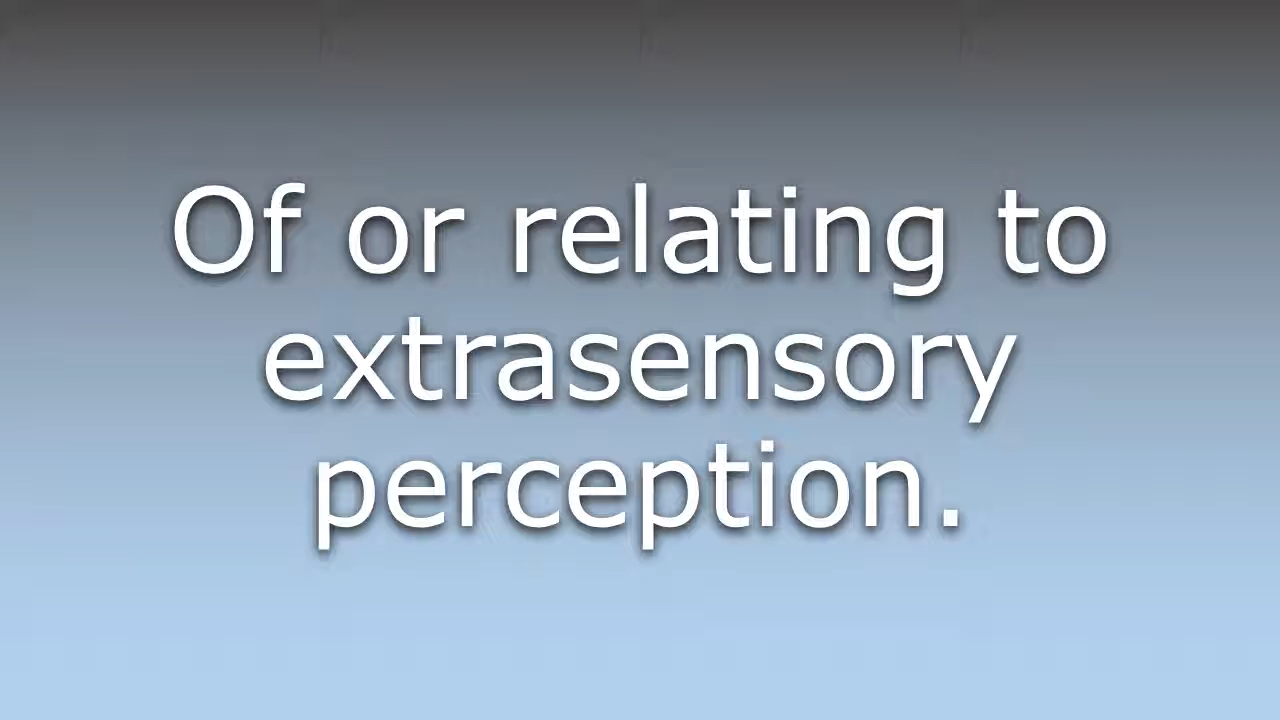 Of or relating to
extrasensory
perception.